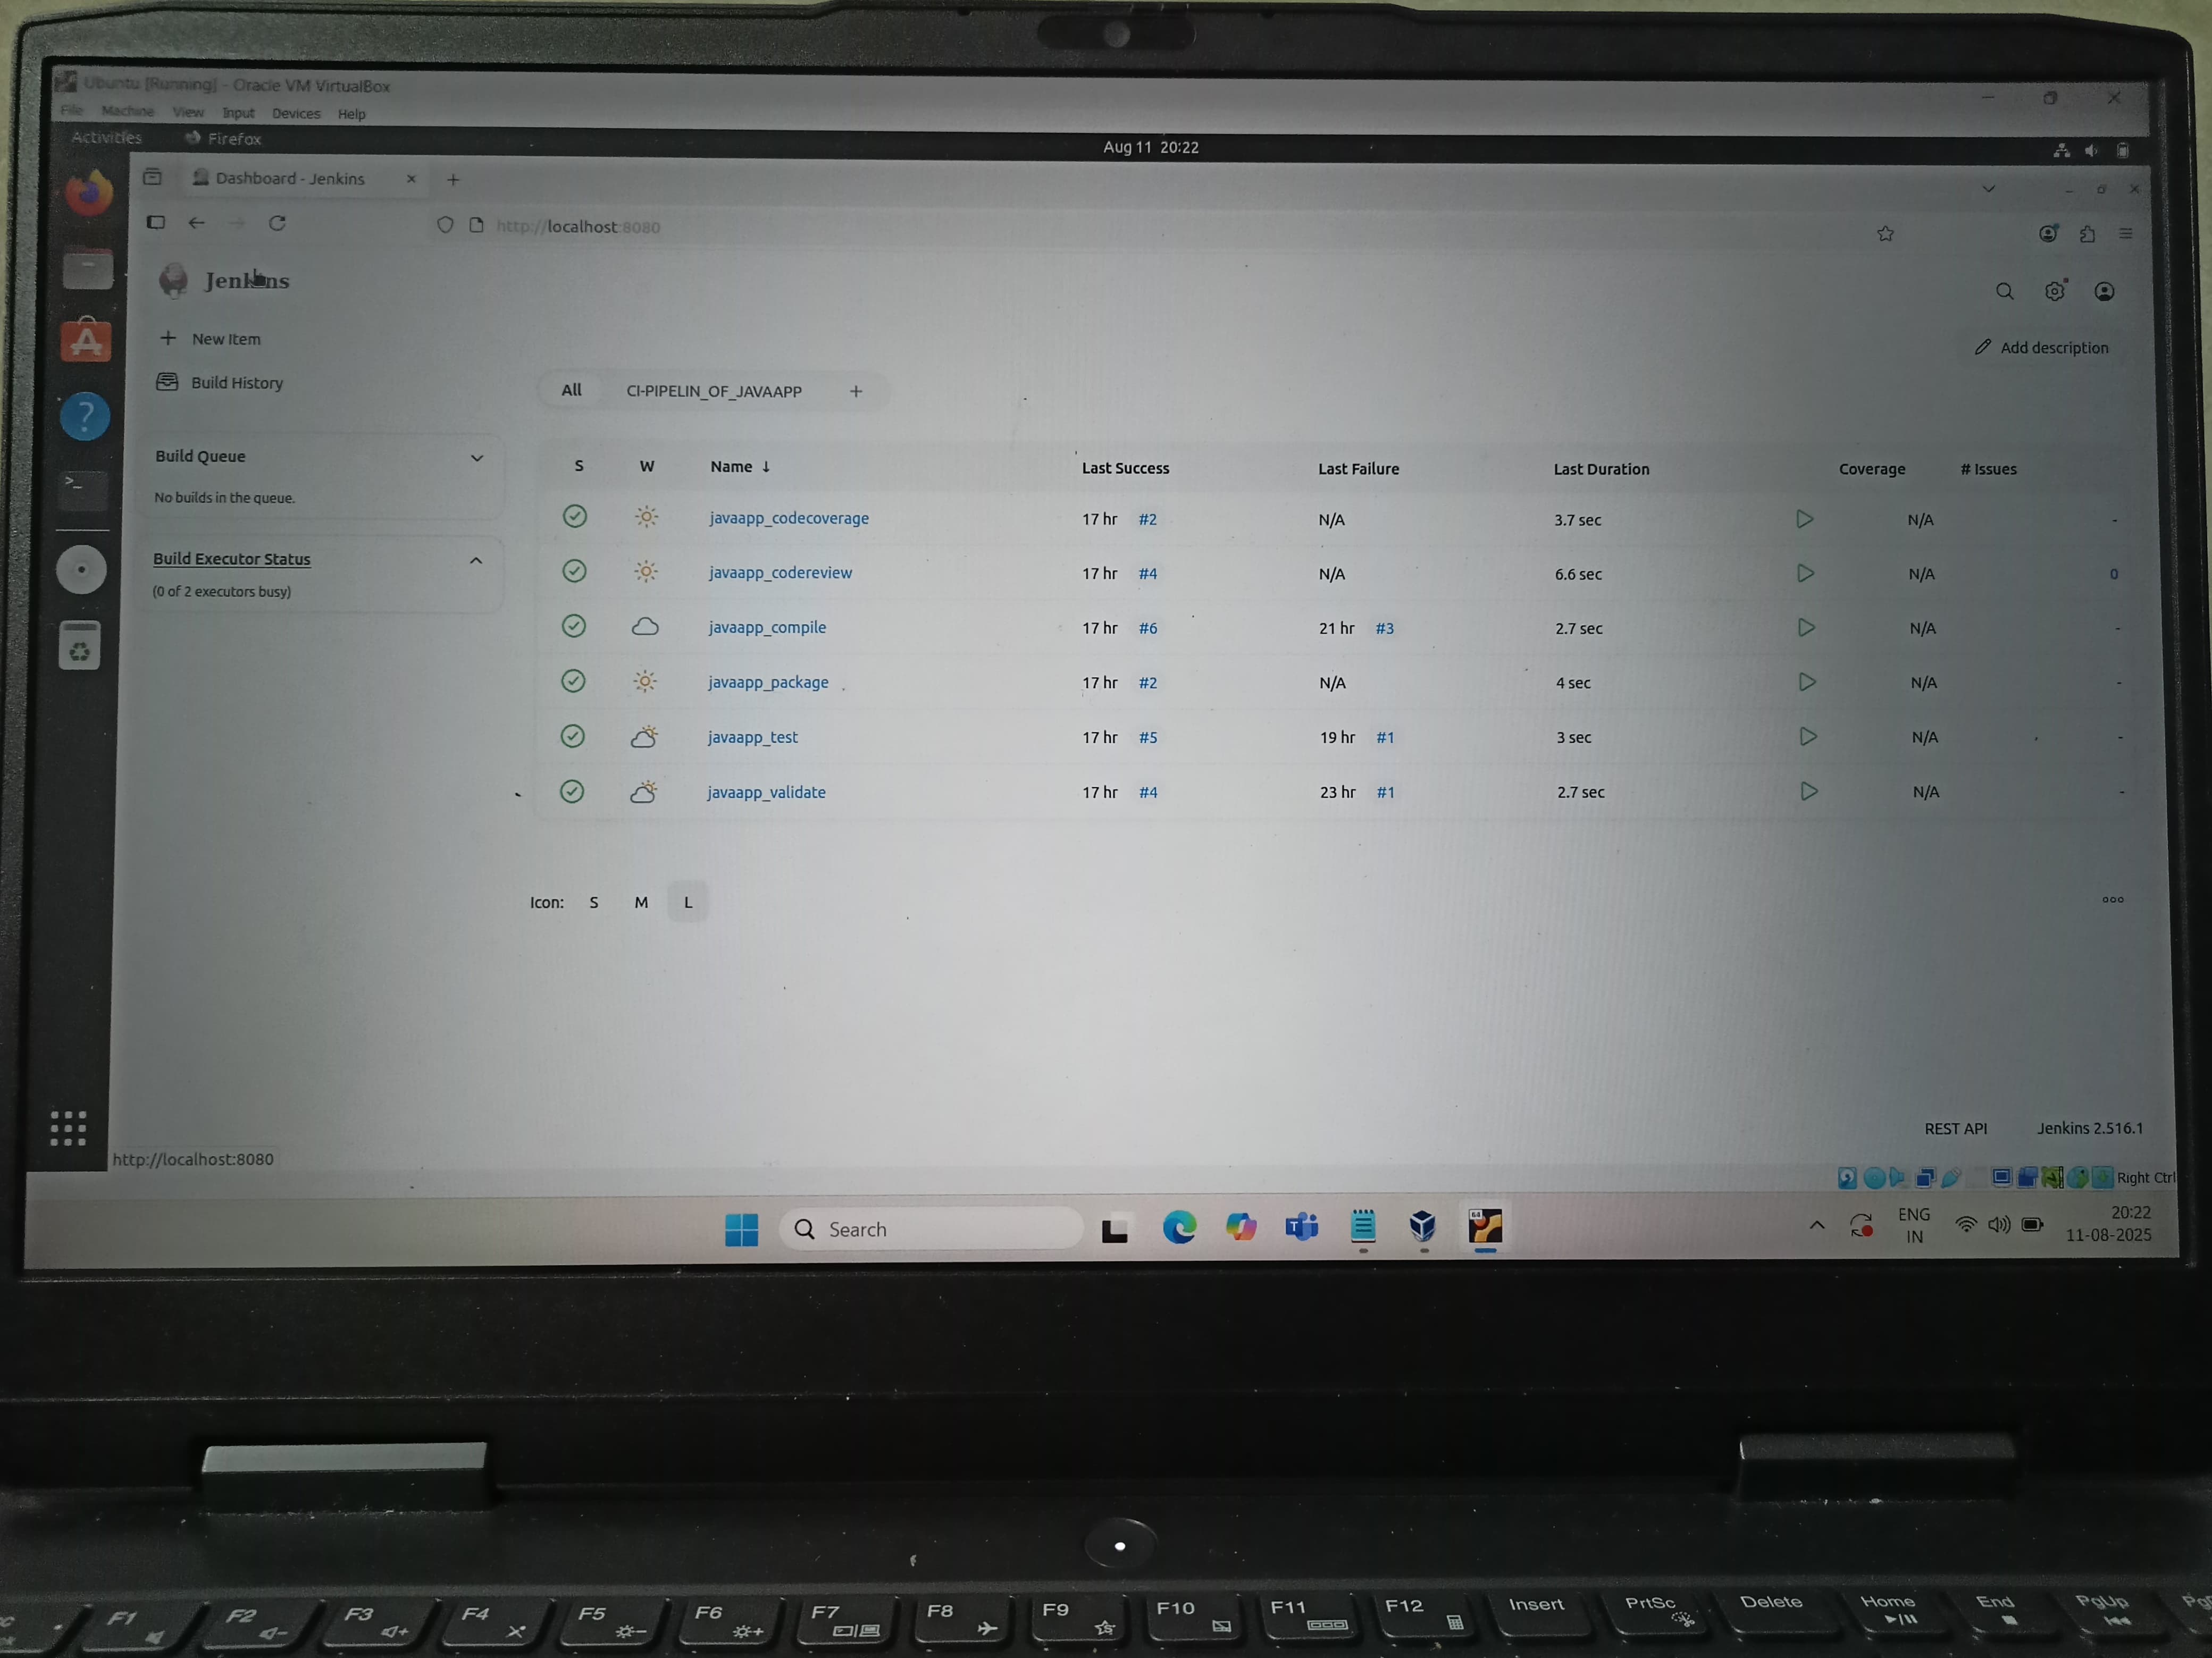 Ubuntu [Running] - Oracle VM VirtualBox
File Machine View Input Devices Help
Activities Firefox Aug 11 20:22
Dashboard - Jenkins
http://localhost:8080
Jenkins
New Item
Add description
Build History
All CI-PIPELIN_OF_JAVAAPP +
Build Queue
No builds in the queue.
Build Executor Status
(0 of 2 executors busy)
S W Name ↓ Last Success Last Failure Last Duration Coverage # Issues
javaapp_codecoverage 17 hr #2 N/A 3.7 sec N/A -
javaapp_codereview 17 hr #4 N/A 6.6 sec N/A 0
javaapp_compile 17 hr #6 21 hr #3 2.7 sec N/A -
javaapp_package 17 hr #2 N/A 4 sec N/A -
javaapp_test 17 hr #5 19 hr #1 3 sec N/A -
javaapp_validate 17 hr #4 23 hr #1 2.7 sec N/A -
Icon: S M L
REST API Jenkins 2.516.1
http://localhost:8080
Right Ctrl
Search
64
T
ENG
IN
20:22
11-08-2025
F1 F2 F3 F4 F5 F6 F7 F8 F9 F10 F11 F12 Insert PrtSc Delete Home End PgUp